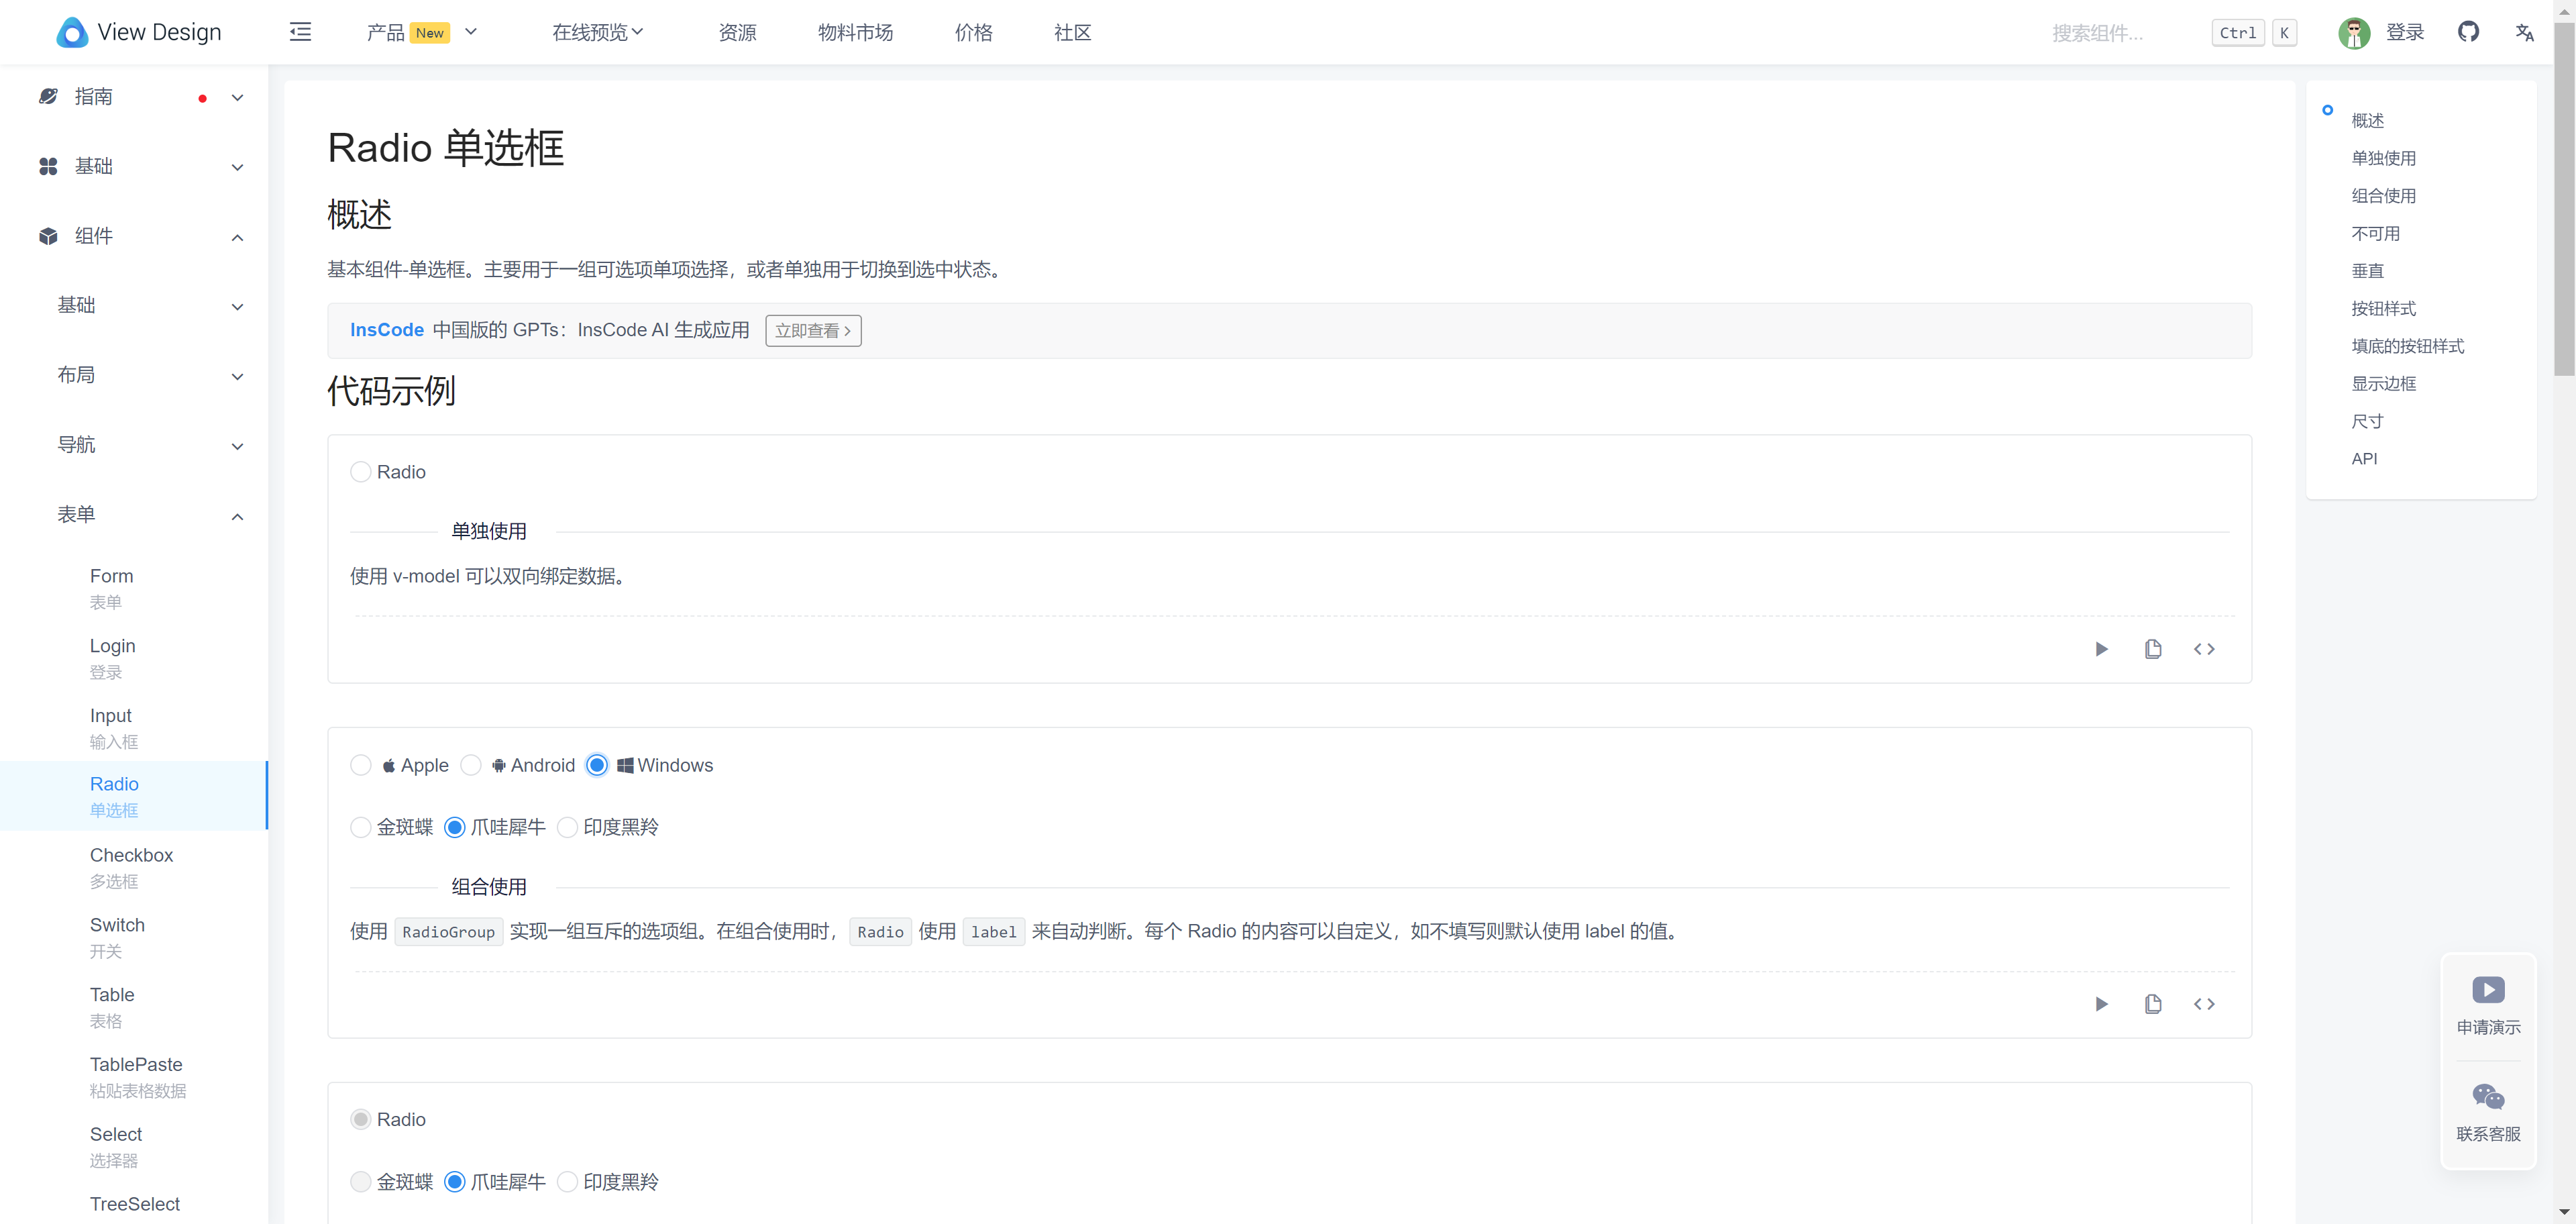 View Design
产品 New
在线预览
资源
物料市场
价格
社区
搜索组件...
Ctrl K
登录
指南
基础
组件
基础
布局
导航
表单
Form
表单
Login
登录
Input
输入框
Radio
单选框
Checkbox
多选框
Switch
开关
Table
表格
TablePaste
粘贴表格数据
Select
选择器
TreeSelect
Radio 单选框
概述
基本组件-单选框。主要用于一组可选项单项选择，或者单独用于切换到选中状态。
InsCode 中国版的 GPTs：InsCode AI 生成应用 立即查看
代码示例
Radio
单独使用
使用 v-model 可以双向绑定数据。
Apple Android Windows
金斑蝶 爪哇犀牛 印度黑羚
组合使用
使用 RadioGroup 实现一组互斥的选项组。在组合使用时， Radio 使用 label 来自动判断。每个 Radio 的内容可以自定义，如不填写则默认使用 label 的值。
Radio
金斑蝶 爪哇犀牛 印度黑羚
概述
单独使用
组合使用
不可用
垂直
按钮样式
填底的按钮样式
显示边框
尺寸
API
申请演示
联系客服